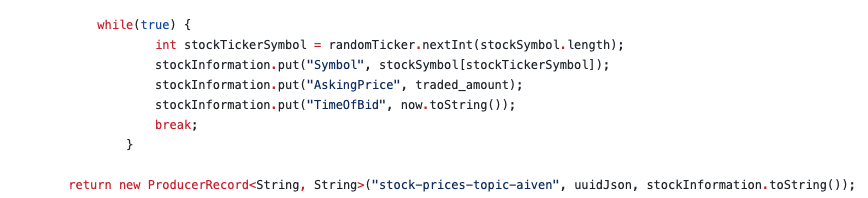 while(true) {
int stockTickerSymbol = randomTicker.nextInt(stockSymbol.length);
stockInformation.put("Symbol", stockSymbol[stockTickerSymbol]);
stockInformation.put("AskingPrice", traded_amount);
stockInformation.put("TimeOfBid", now.toString());
break;
}
return new ProducerRecord<String, String>("stock-prices-topic-aiven", uuidJson, stockInformation.toString());